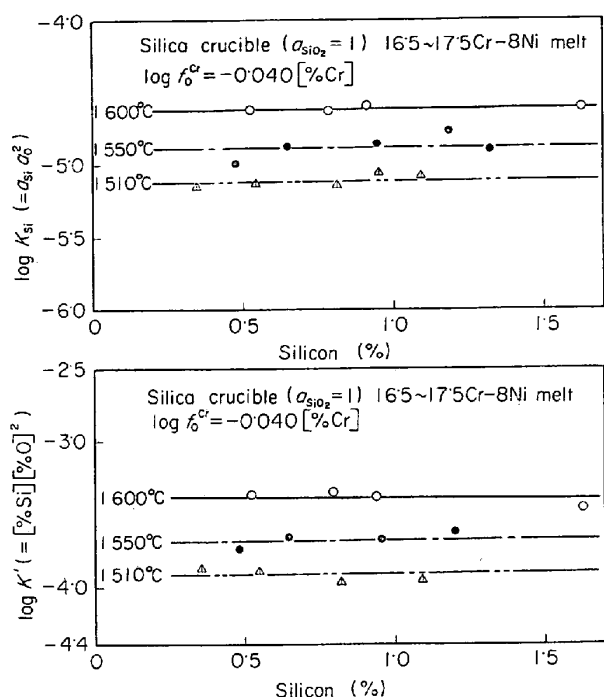 -4·0
Silica crucible (a_SiO₂=1) 16·5~17·5Cr-8Ni melt
log f_0^Cr=-0·040[%Cr]
1600°C
1550°C
-5·0
1510°C
-5·5
-6·0
log K_Si (=a_Si a_0^2)
0 0·5 1·0 1·5
Silicon (%)
-2·5
Silica crucible (a_SiO₂=1) 16·5~17·5Cr-8Ni melt
log f_0^Cr=-0·040[%Cr]
-3·0
1600°C
1550°C
1510°C
-4·0
-4·4
log K' (=[%Si][%O]²)
0 0·5 1·0 1·5
Silicon (%)